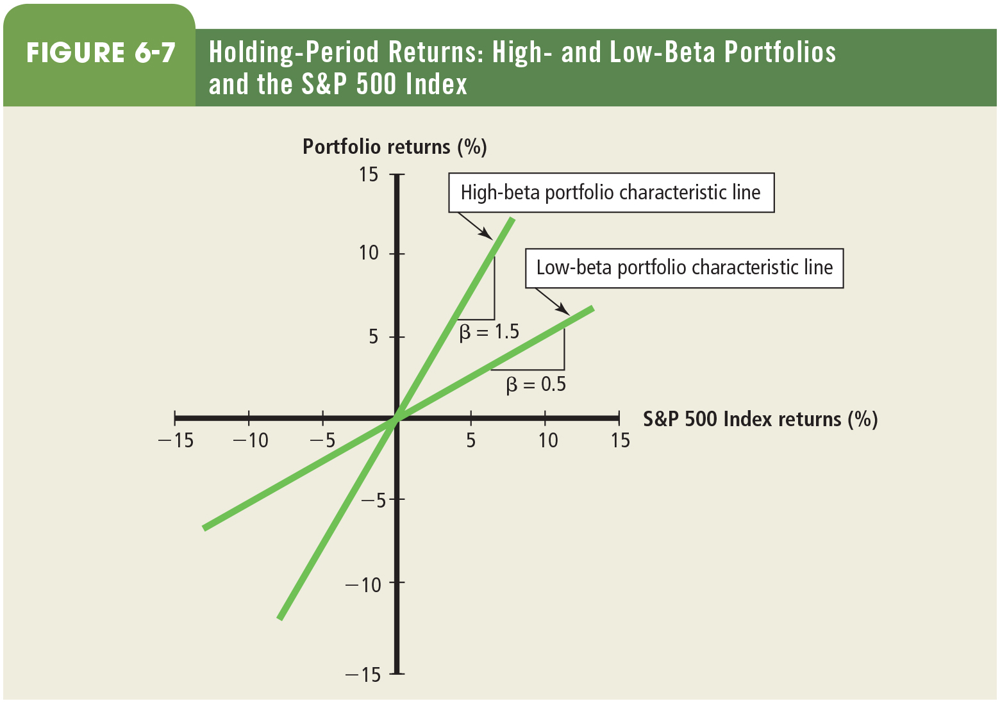 FIGURE 6-7
Holding-Period Returns: High- and Low-Beta Portfolios
and the S&P 500 Index
Portfolio returns (%)
15
High-beta portfolio characteristic line
10
Low-beta portfolio characteristic line
5
β = 1.5
β = 0.5
S&P 500 Index returns (%)
−15 −10 −5 5 10 15
−5
−10
−15